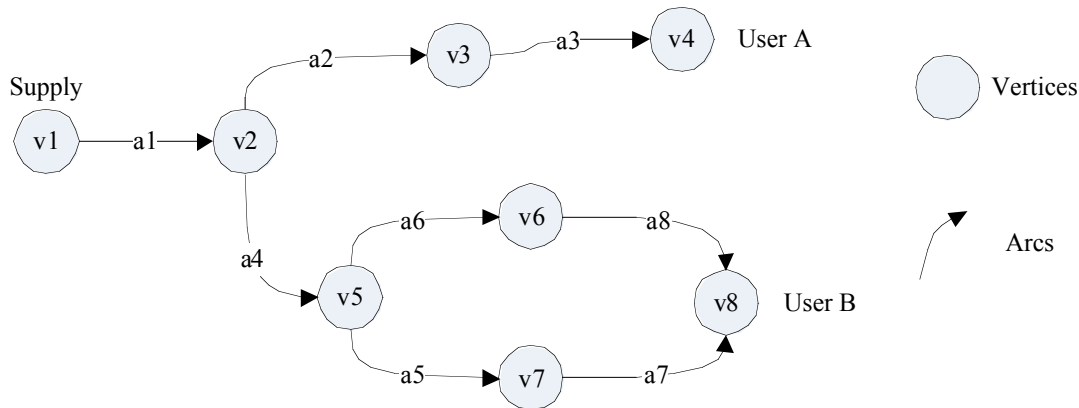 Supply
v1
a1
v2
a2
v3
a3
v4
User A
a4
v5
a6
v6
a8
a5
v7
a7
v8
User B
Vertices
Arcs